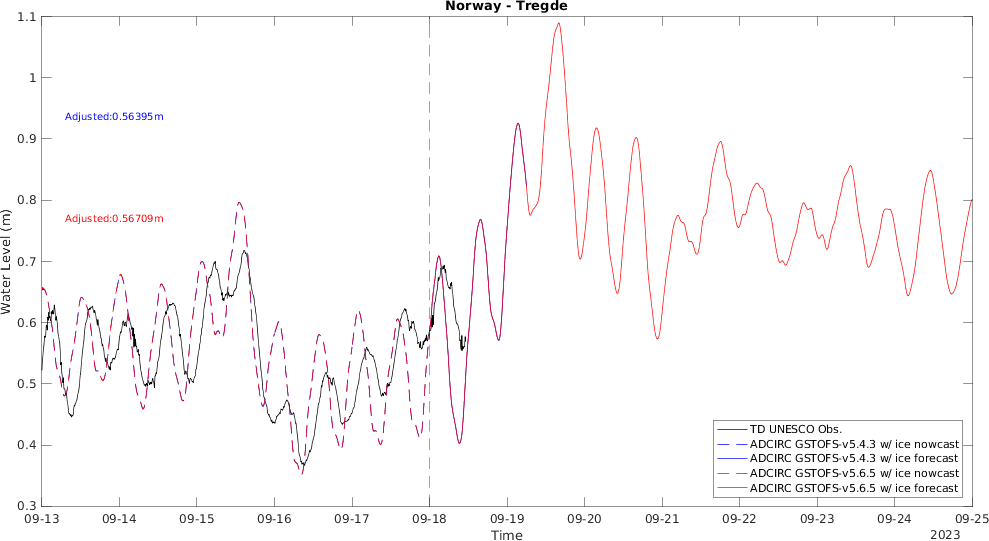 Norway - Tregde
1.1
1
0.9
0.8
0.7
0.6
0.5
0.4
0.3
Water Level (m)
Adjusted:0.56395m
Adjusted:0.56709m
TD UNESCO Obs.
ADCIRC GSTOFS-v5.4.3 w/ ice nowcast
ADCIRC GSTOFS-v5.4.3 w/ ice forecast
ADCIRC GSTOFS-v5.6.5 w/ ice nowcast
ADCIRC GSTOFS-v5.6.5 w/ ice forecast
09-13 09-14 09-15 09-16 09-17 09-18 09-19 09-20 09-21 09-22 09-23 09-24 09-25
Time
2023